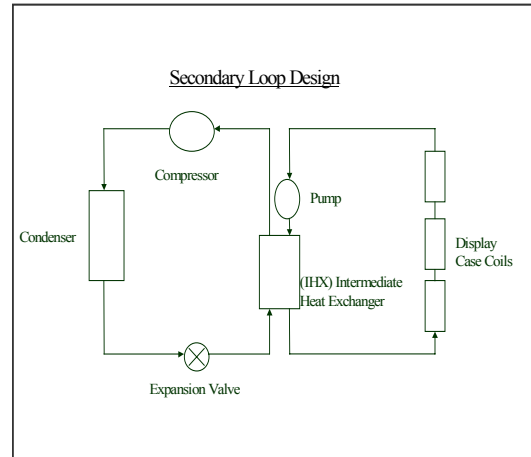 Secondary Loop Design
Compressor
Pump
Condenser
Display
Case Coils
(IHX) Intermediate
Heat Exchanger
Expansion Valve